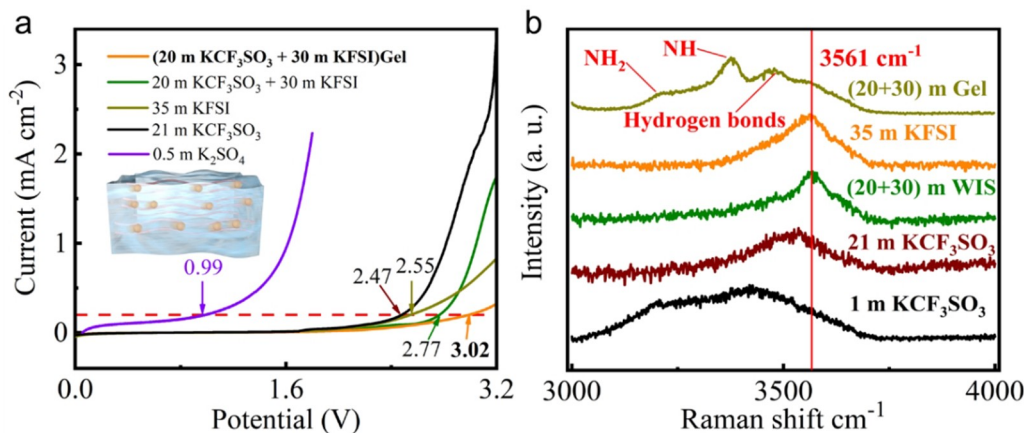 a
3
2
1
0
Current (mA cm⁻²)
(20 m KCF₃SO₃ + 30 m KFSI)Gel
20 m KCF₃SO₃ + 30 m KFSI
35 m KFSI
21 m KCF₃SO₃
0.5 m K₂SO₄
0.99
2.47
2.55
2.77
3.02
0.0
1.6
3.2
Potential (V)
b
Intensity (a. u.)
NH₂
NH
Hydrogen bonds
3561 cm⁻¹
(20+30) m Gel
35 m KFSI
(20+30) m WIS
21 m KCF₃SO₃
1 m KCF₃SO₃
3000
3500
4000
Raman shift cm⁻¹